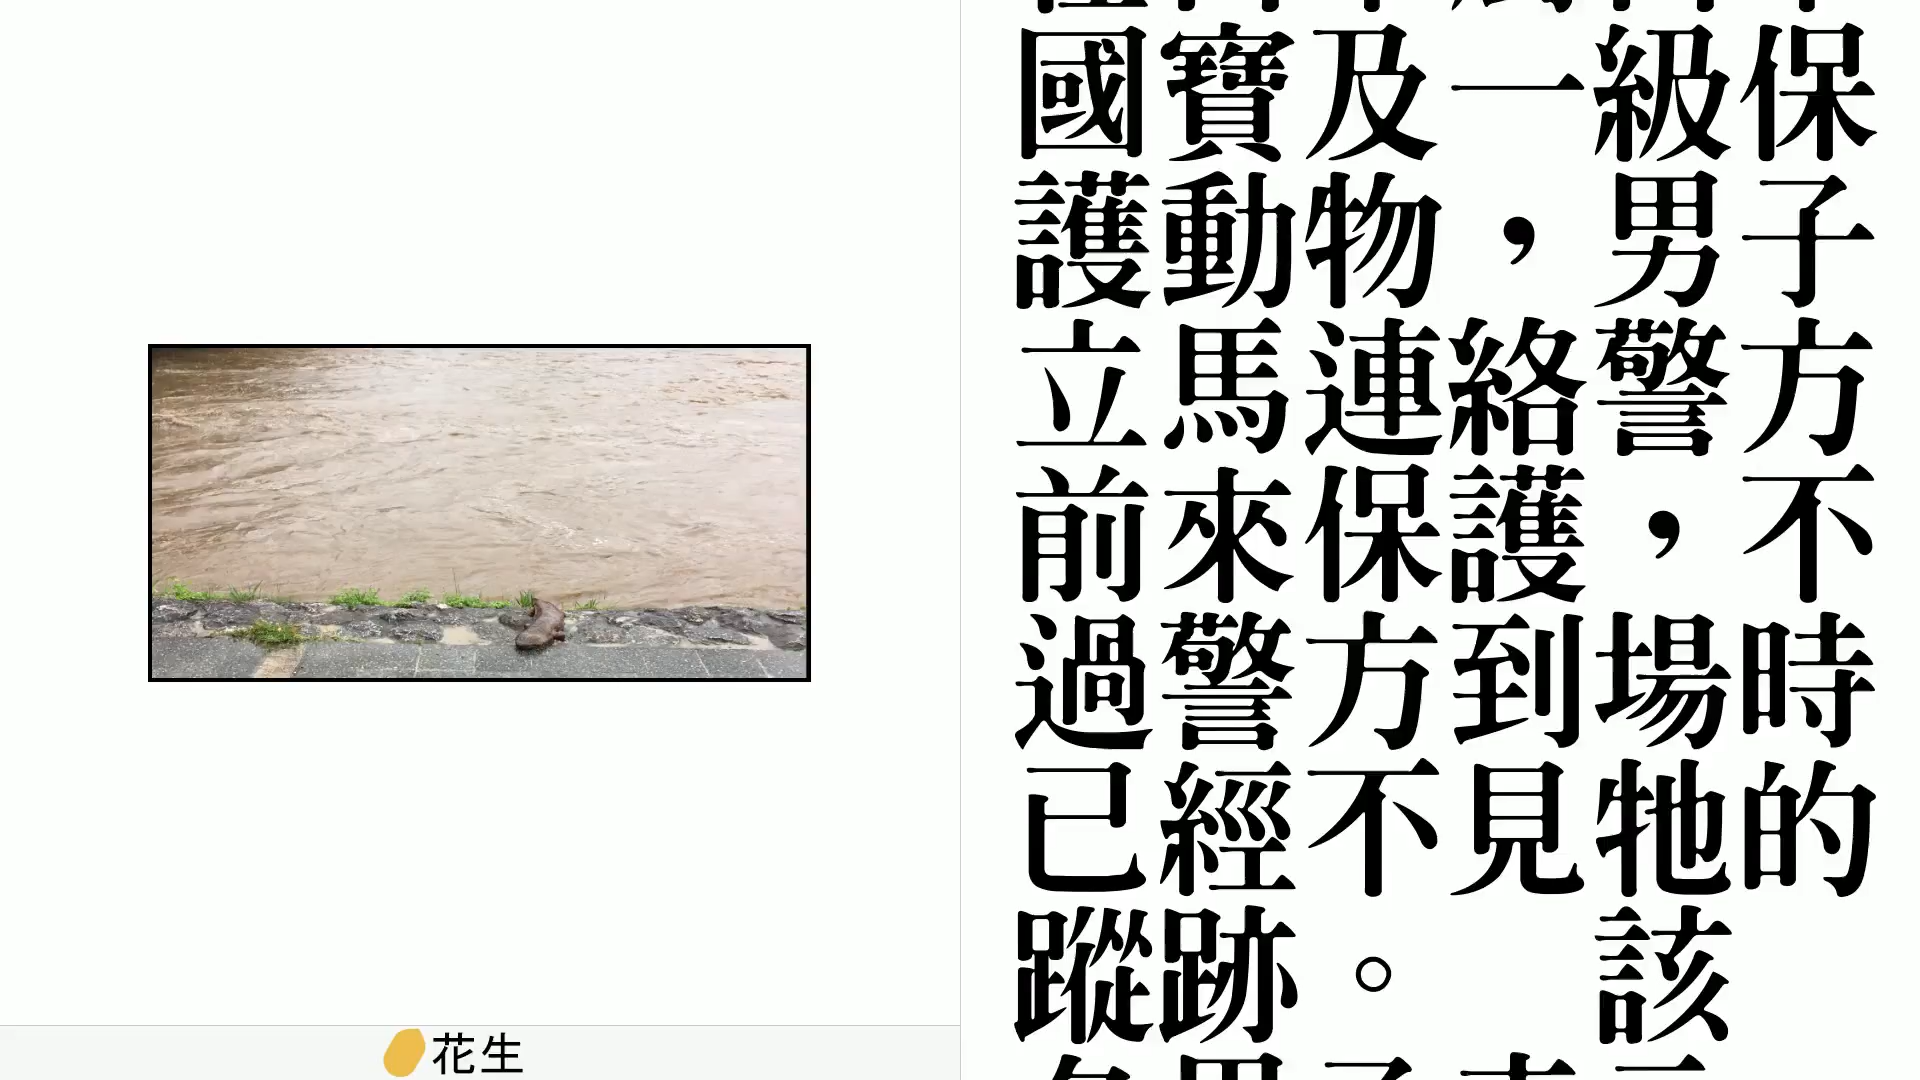 國寶及一級保
護動物，男子
立馬連絡警方
前來保護，不
過警方到場時
已經不見牠的
蹤跡。 該
花生